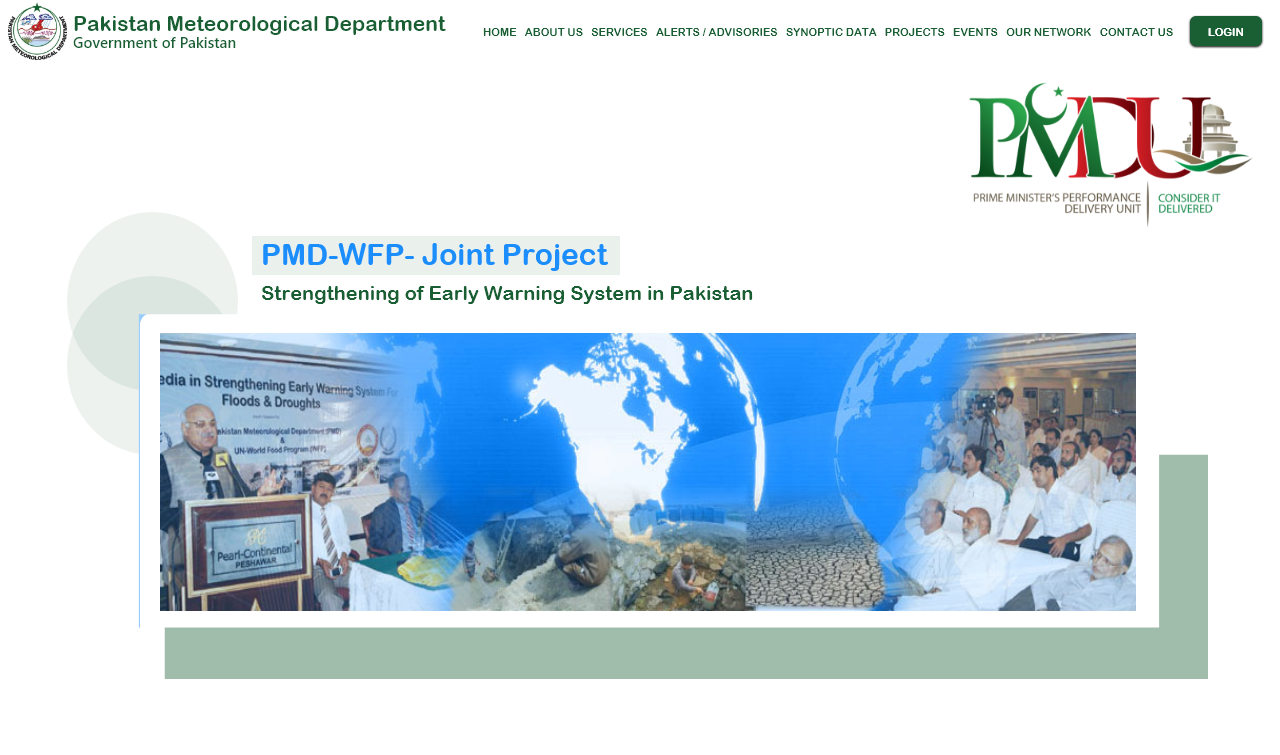 Pakistan Meteorological Department
Government of Pakistan
HOME ABOUT US SERVICES ALERTS / ADVISORIES SYNOPTIC DATA PROJECTS EVENTS OUR NETWORK CONTACT US LOGIN
PAKISTAN METEOROLOGICAL DEPARTMENT
PMDU
PRIME MINISTER'S PERFORMANCE
DELIVERY UNIT
CONSIDER IT
DELIVERED
PMD-WFP- Joint Project
Strengthening of Early Warning System in Pakistan
edia in Strengthening Early Warning System For
Floods & Droughts
akistan Meteorological Department (PMD)
&
UN-World Food Program (WFP)
Pearl-Continental
PESHAWAR